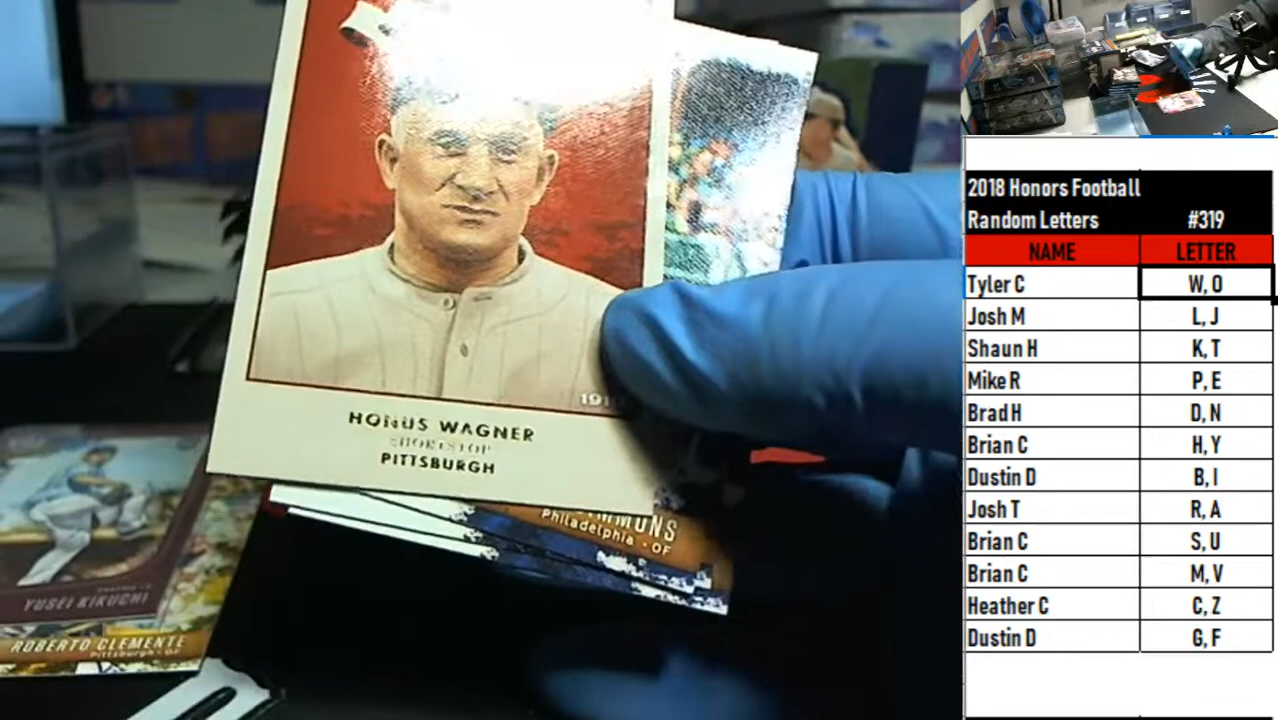 HONUS WAGNER
SHORTSTOP
PITTSBURGH
Philadelphia • OF
YUSEI KIKUCHI
ROBERTO CLEMENTE
Pittsburgh • OF
2018 Honors Football
Random Letters #319
NAME LETTER
Tyler C W, O
Josh M L, J
Shaun H K, T
Mike R P, E
Brad H D, N
Brian C H, Y
Dustin D B, I
Josh T R, A
Brian C S, U
Brian C M, V
Heather C C, Z
Dustin D G, F